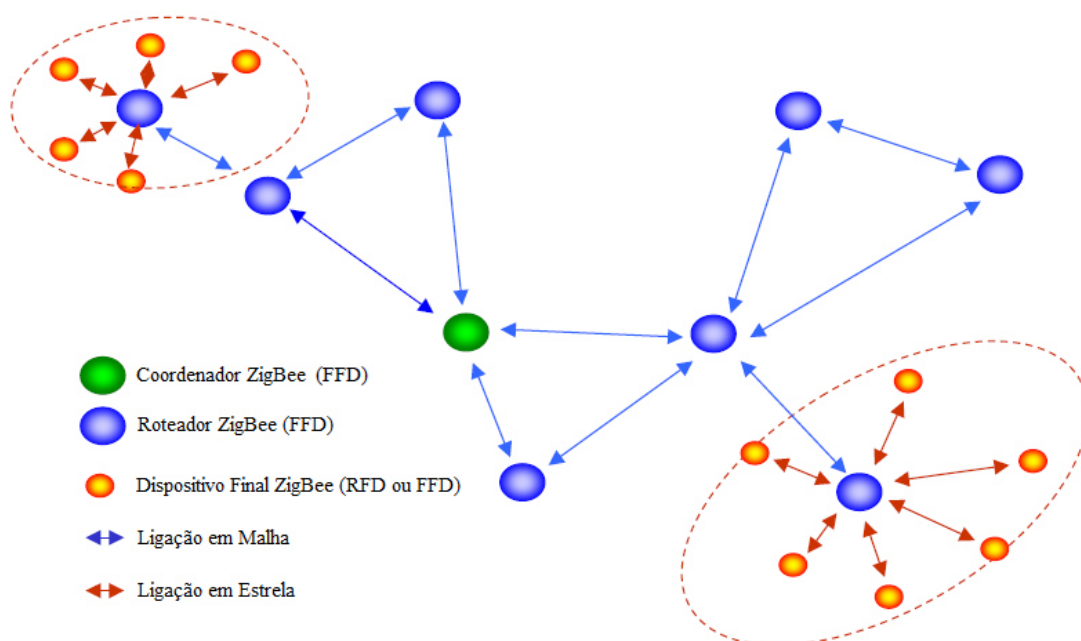 Coordenador ZigBee (FFD)
Roteador ZigBee (FFD)
Dispositivo Final ZigBee (RFD ou FFD)
Ligação em Malha
Ligação em Estrela